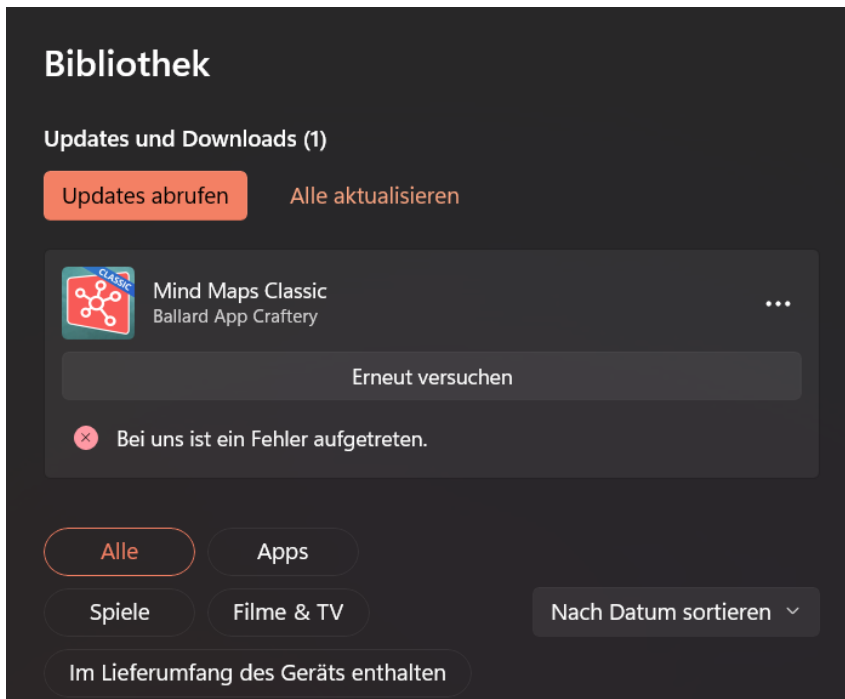 Bibliothek
Updates und Downloads (1)
Updates abrufen
Alle aktualisieren
CLASSIC
Mind Maps Classic
Ballard App Craftery
Erneut versuchen
Bei uns ist ein Fehler aufgetreten.
Alle
Apps
Spiele
Filme & TV
Nach Datum sortieren
Im Lieferumfang des Geräts enthalten